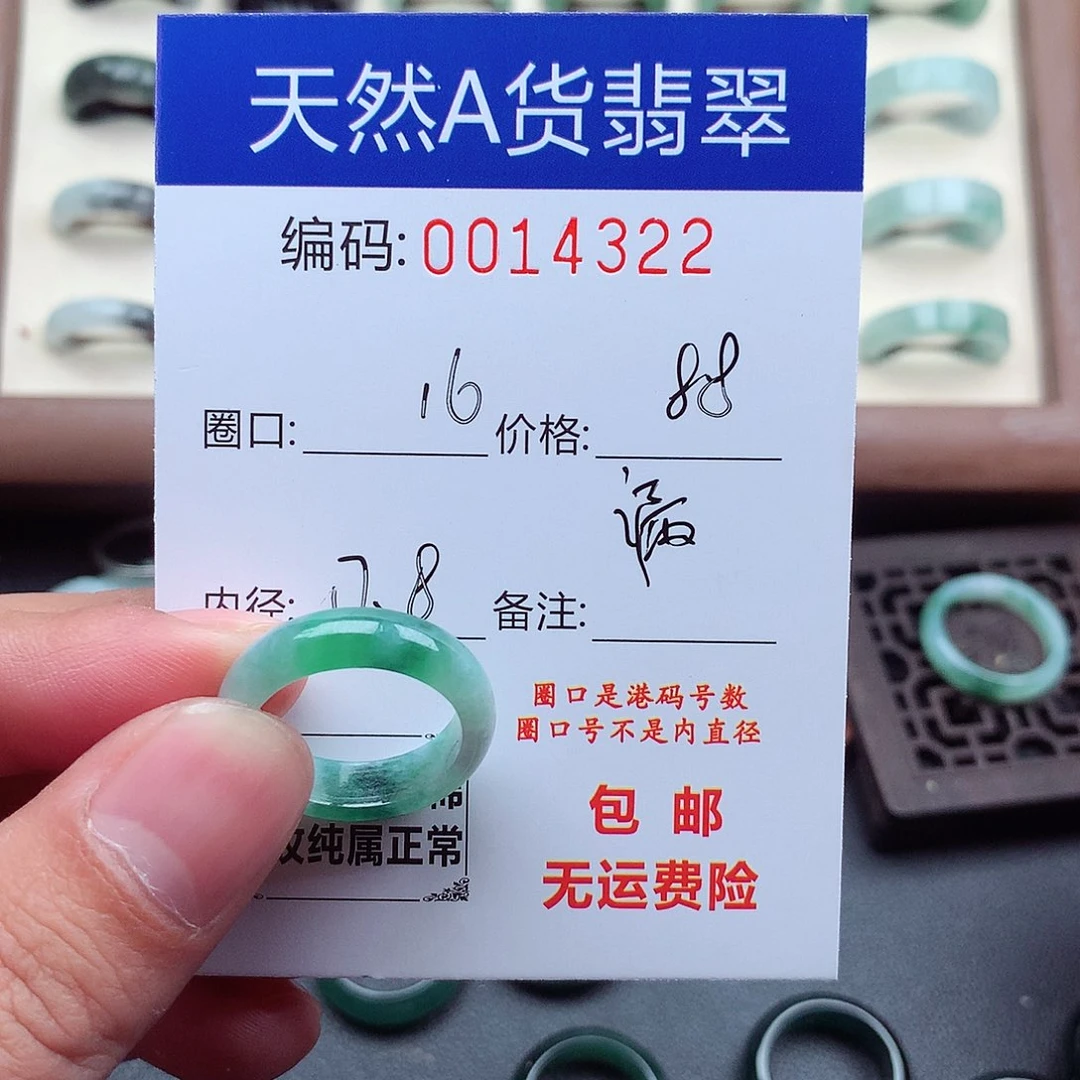 天然A货翡翠
编码:0014322
圈口: 16 价格: 88
内径: 17.8 备注:
圈口是港码号数
圈口号不是内直径
纯属正常
包 邮
无运费险